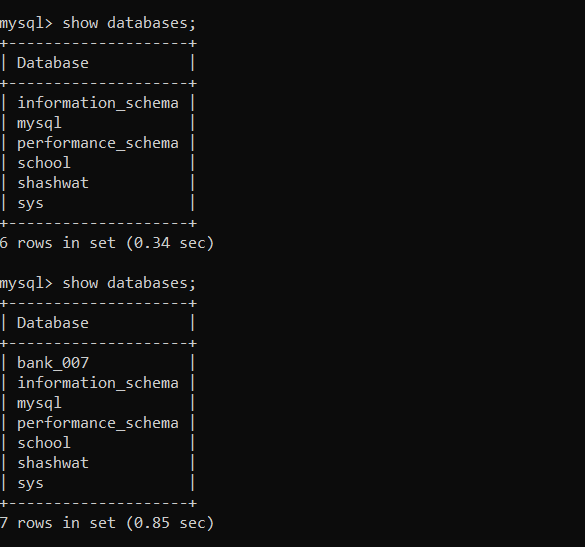 mysql> show databases;
+--------------------+
| Database           |
+--------------------+
| information_schema |
| mysql              |
| performance_schema |
| school             |
| shashwat           |
| sys                |
+--------------------+
6 rows in set (0.34 sec)

mysql> show databases;
+--------------------+
| Database           |
+--------------------+
| bank_007           |
| information_schema |
| mysql              |
| performance_schema |
| school             |
| shashwat           |
| sys                |
+--------------------+
7 rows in set (0.85 sec)